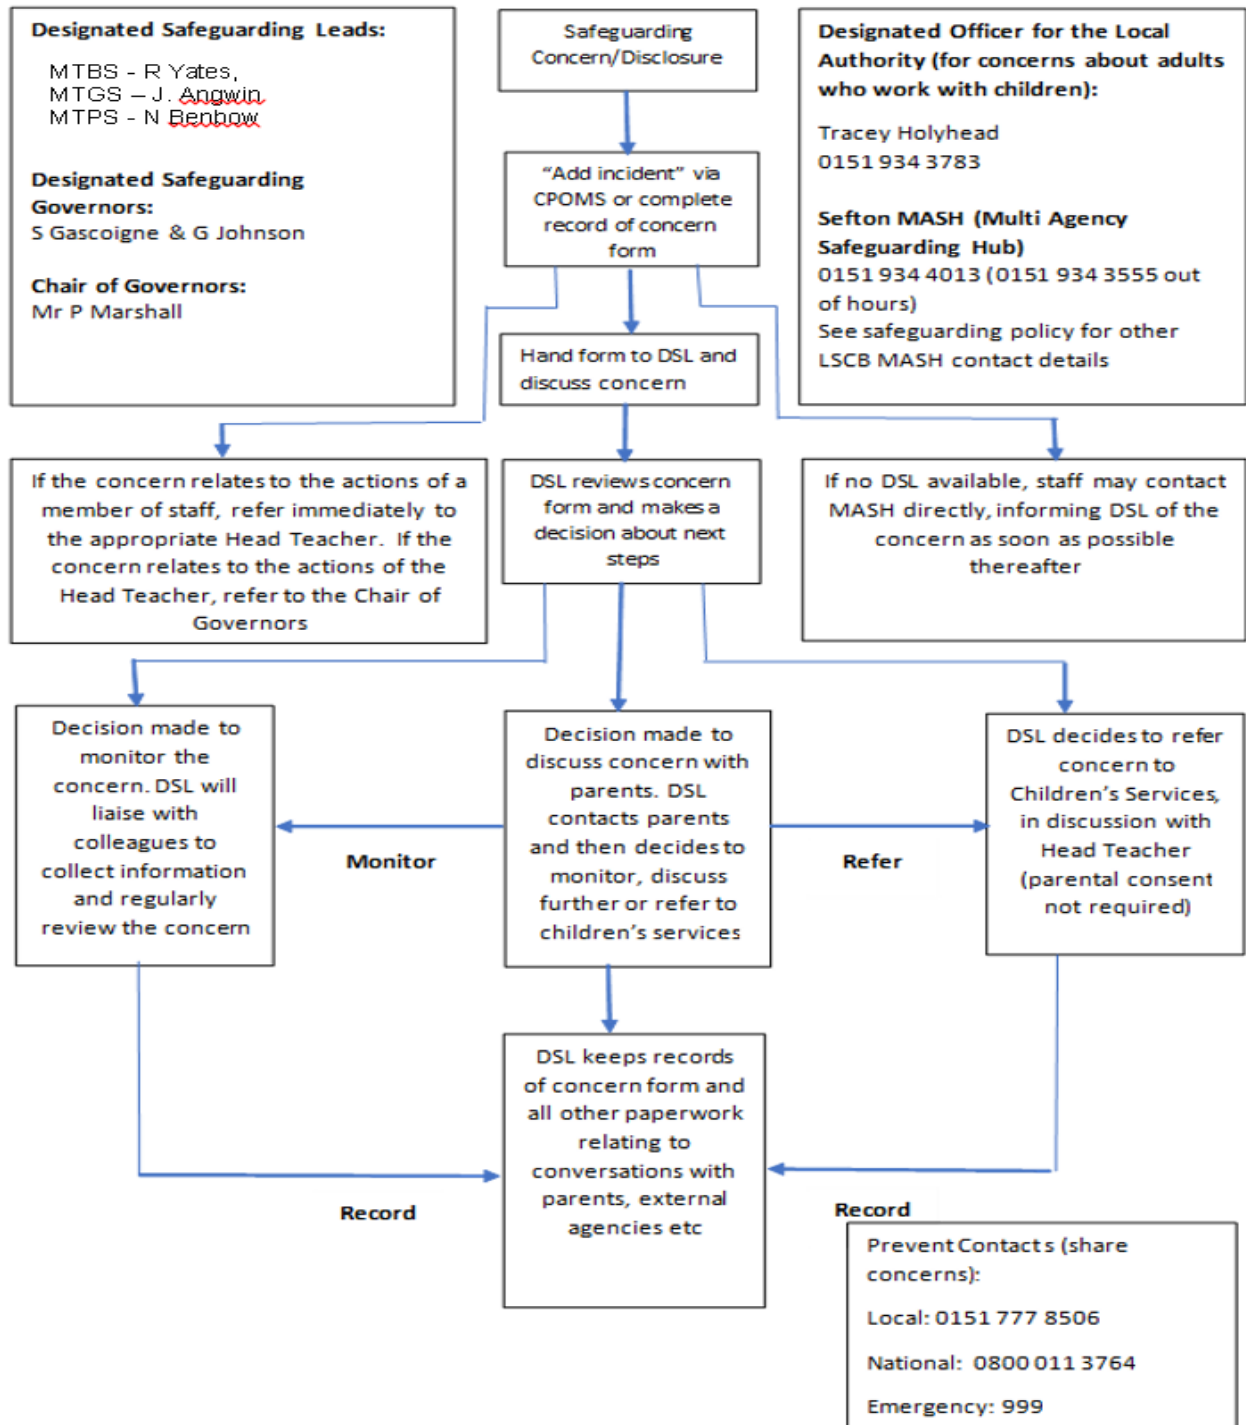 Designated Safeguarding Leads:
MTBS - R Yates,
MTGS – J. Angwin
MTPS - N Benbow
Designated Safeguarding
Governors:
S Gascoigne & G Johnson
Chair of Governors:
Mr P Marshall
Safeguarding
Concern/Disclosure
Designated Officer for the Local
Authority (for concerns about adults
who work with children):
Tracey Holyhead
0151 934 3783
Sefton MASH (Multi Agency
Safeguarding Hub)
0151 934 4013 (0151 934 3555 out
of hours)
See safeguarding policy for other
LSCB MASH contact details
“Add incident” via
CPOMS or complete
record of concern
form
Hand form to DSL and
discuss concern
If the concern relates to the actions of a
member of staff, refer immediately to
the appropriate Head Teacher. If the
concern relates to the actions of the
Head Teacher, refer to the Chair of
Governors
DSL reviews concern
form and makes a
decision about next
steps
If no DSL available, staff may contact
MASH directly, informing DSL of the
concern as soon as possible
thereafter
Decision made to
monitor the
concern. DSL will
liaise with
colleagues to
collect information
and regularly
review the concern
Monitor
Decision made to
discuss concern with
parents. DSL
contacts parents
and then decides to
monitor, discuss
further or refer to
children’s services
Refer
DSL decides to refer
concern to
Children’s Services,
in discussion with
Head Teacher
(parental consent
not required)
Record
DSL keeps records
of concern form and
all other paperwork
relating to
conversations with
parents, external
agencies etc
Record
Prevent Contacts (share
concerns):
Local: 0151 777 8506
National: 0800 011 3764
Emergency: 999